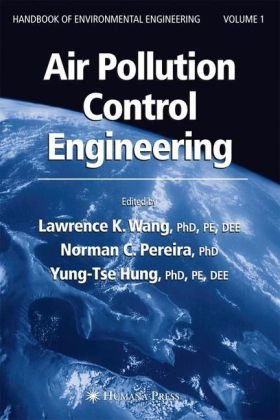 HANDBOOK OF ENVIRONMENTAL ENGINEERING VOLUME 1
Air Pollution
Control
Engineering
Edited by
Lawrence K. Wang, PhD, PE, DEE
Norman C. Pereira, PhD
Yung-Tse Hung, PhD, PE, DEE
HUMANA PRESS